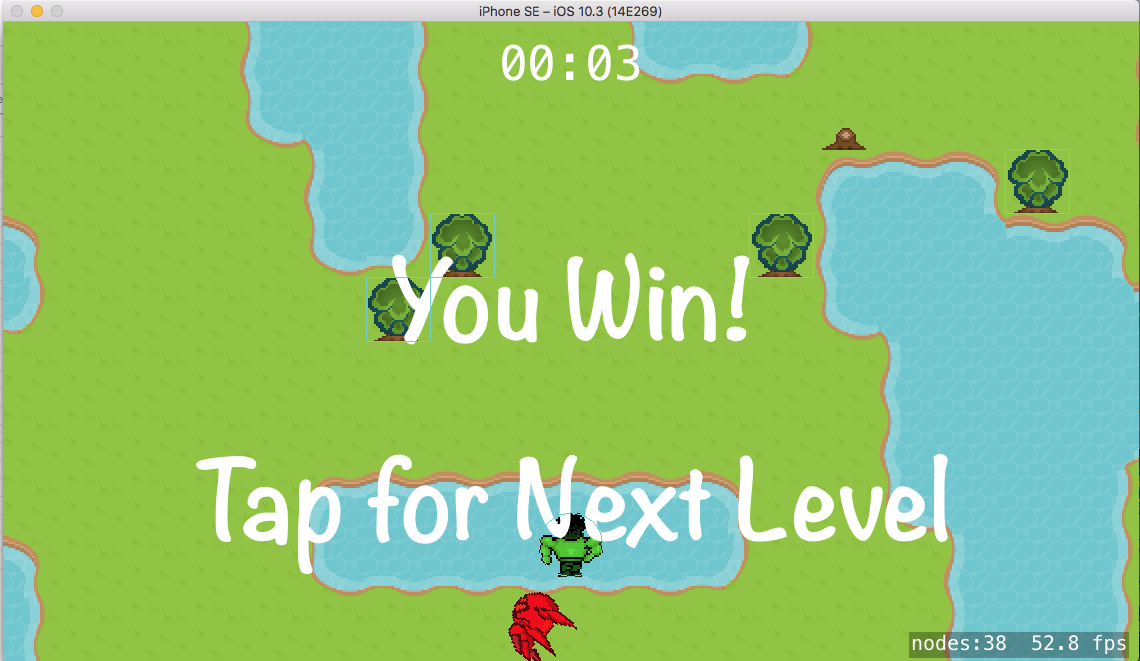 iPhone SE – iOS 10.3 (14E269)
00:03
You Win!
Tap for Next Level
nodes:38 52.8 fps